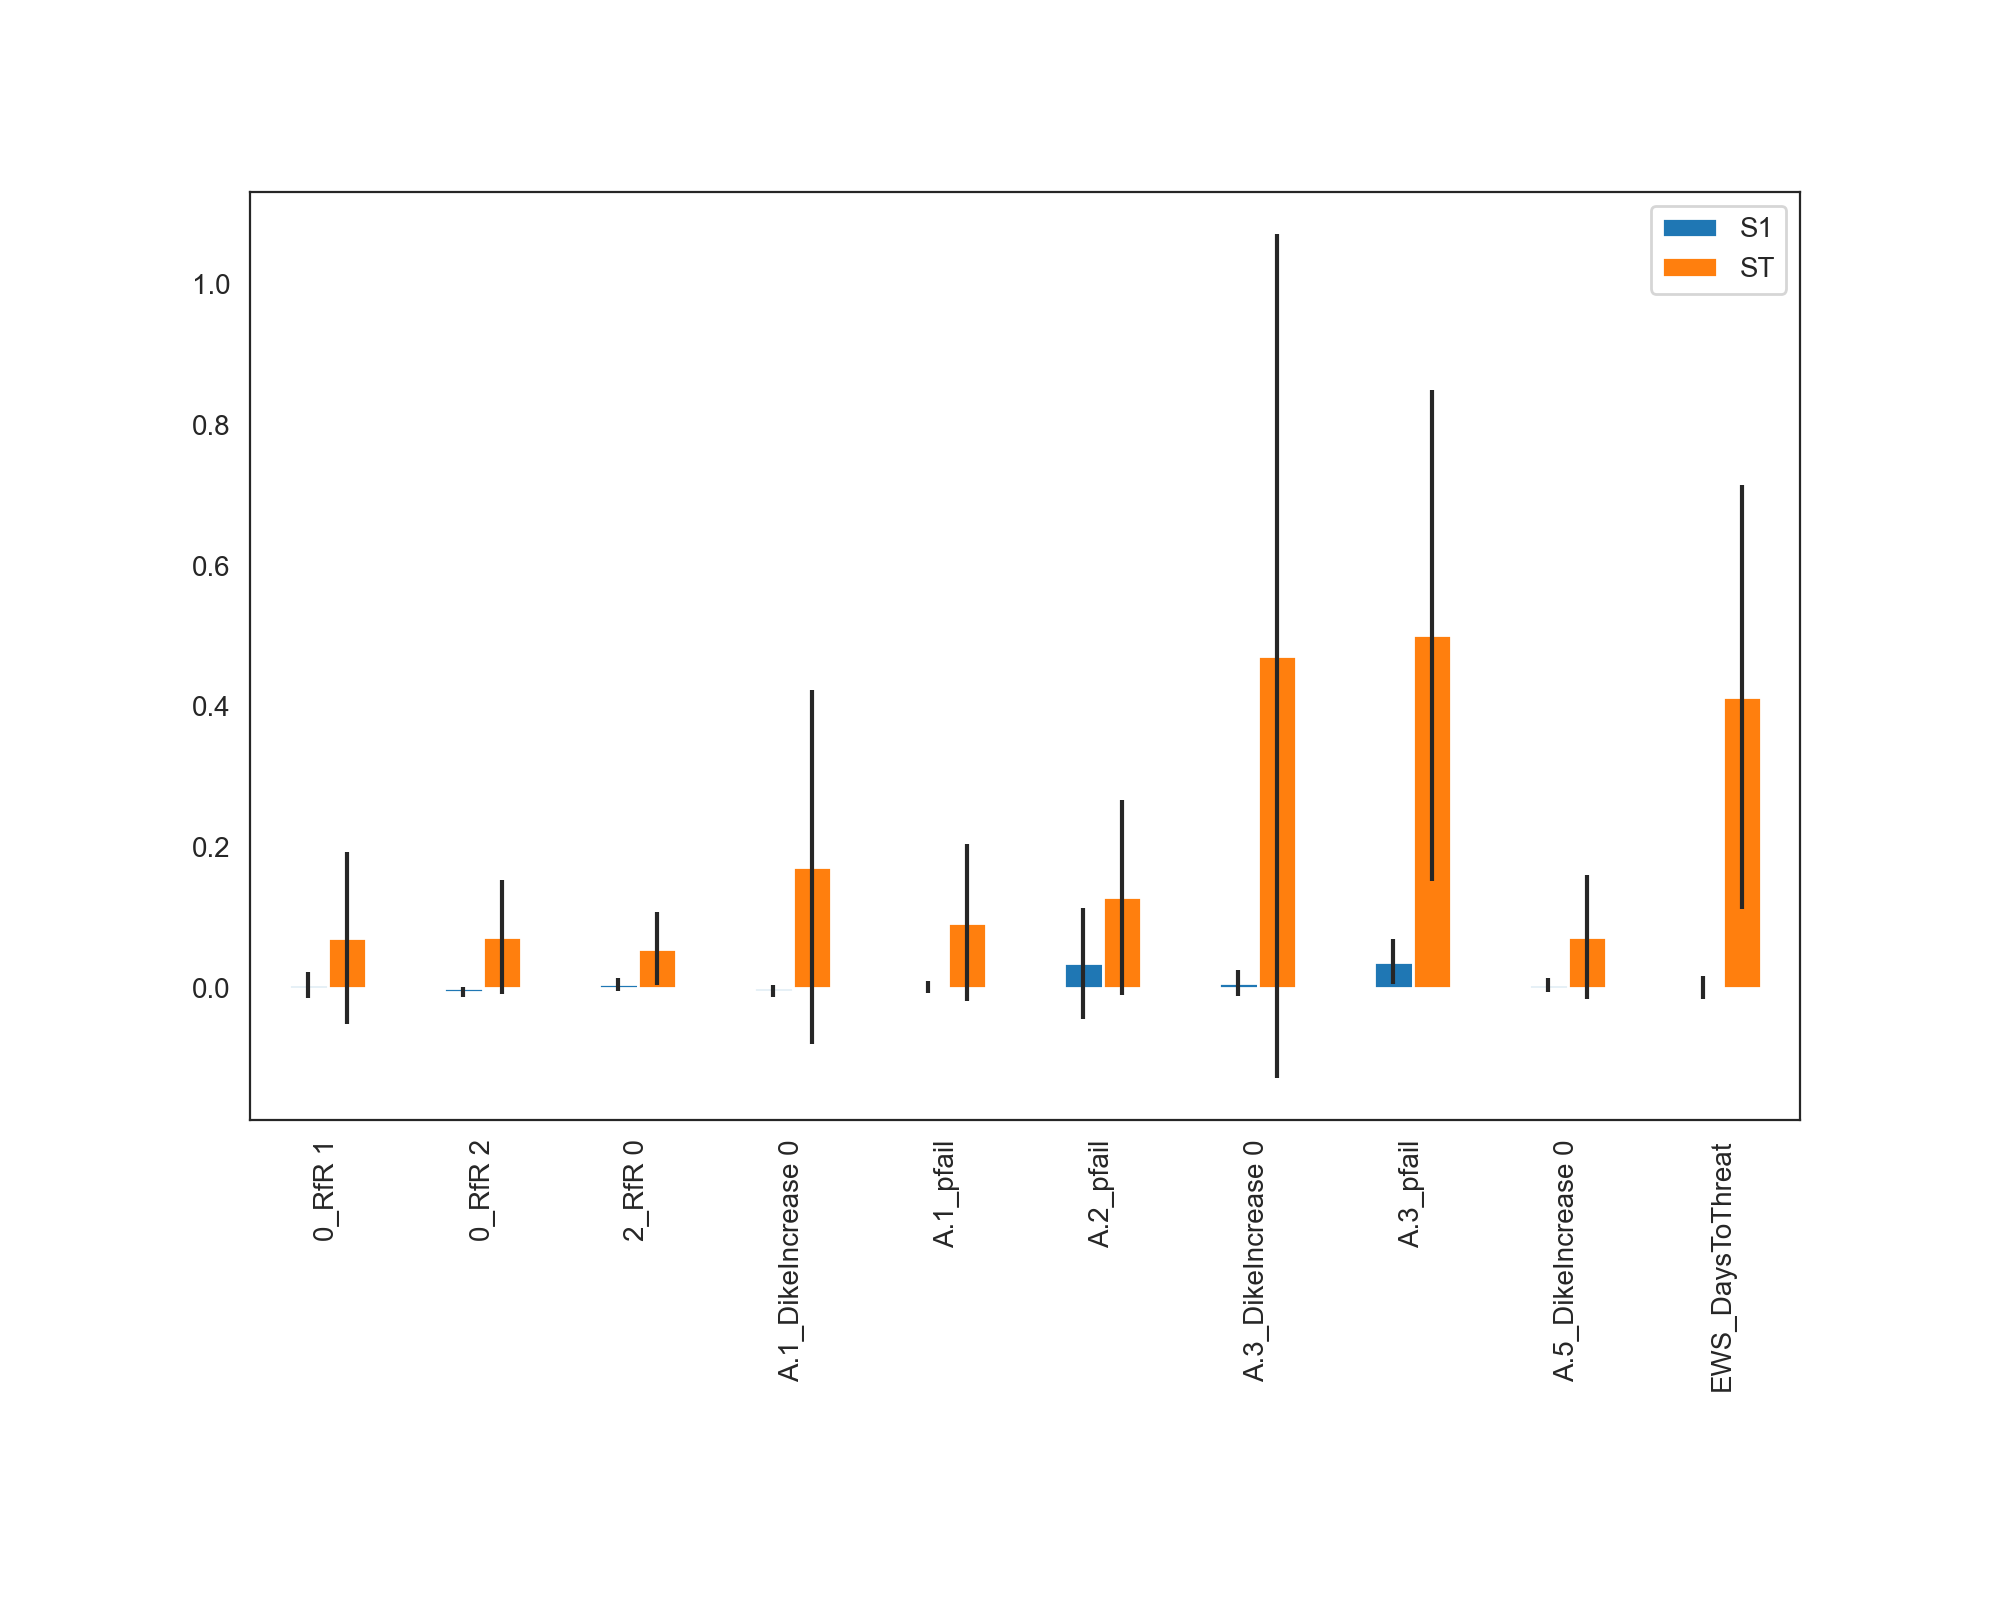 S1
ST
1.0
0.8
0.6
0.4
0.2
0.0
0_RfR 1
0_RfR 2
2_RfR 0
A.1_DikeIncrease 0
A.1_pfail
A.2_pfail
A.3_DikeIncrease 0
A.3_pfail
A.5_DikeIncrease 0
EWS_DaysToThreat